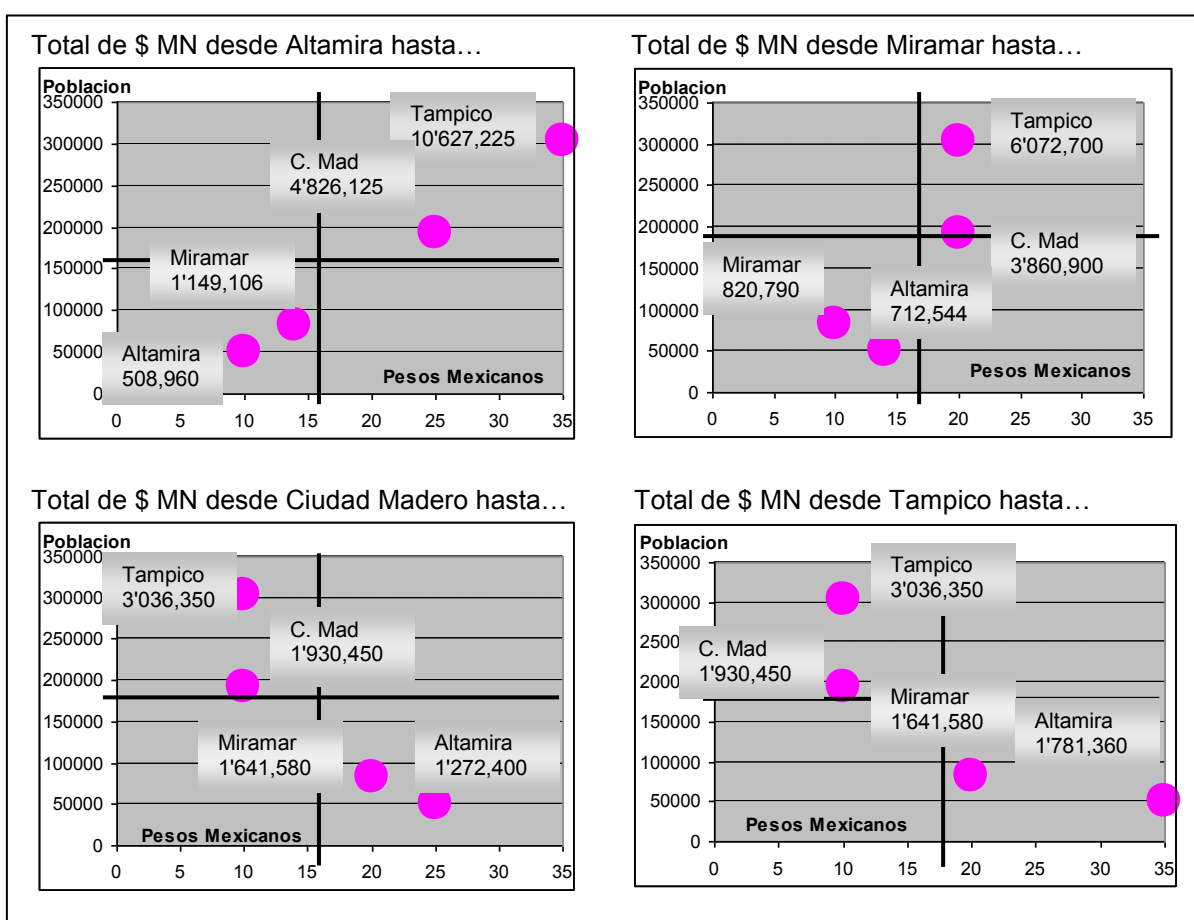 Total de $ MN desde Altamira hasta…
Poblacion
350000
300000
250000
200000
150000
100000
50000
0
Tampico
10'627,225
C. Mad
4'826,125
Miramar
1'149,106
Altamira
508,960
Pesos Mexicanos
0 5 10 15 20 25 30 35
Total de $ MN desde Miramar hasta…
Poblacion
350000
300000
250000
200000
150000
100000
50000
0
Tampico
6'072,700
C. Mad
3'860,900
Miramar
820,790
Altamira
712,544
Pesos Mexicanos
0 5 10 15 20 25 30 35
Total de $ MN desde Ciudad Madero hasta…
Poblacion
350000
300000
250000
200000
150000
100000
50000
0
Tampico
3'036,350
C. Mad
1'930,450
Miramar
1'641,580
Altamira
1'272,400
Pesos Mexicanos
0 5 10 15 20 25 30 35
Total de $ MN desde Tampico hasta…
Poblacion
350000
300000
150000
100000
50000
0
Tampico
3'036,350
C. Mad
1'930,450
Miramar
1'641,580
Altamira
1'781,360
Pesos Mexicanos
0 5 10 15 20 25 30 35